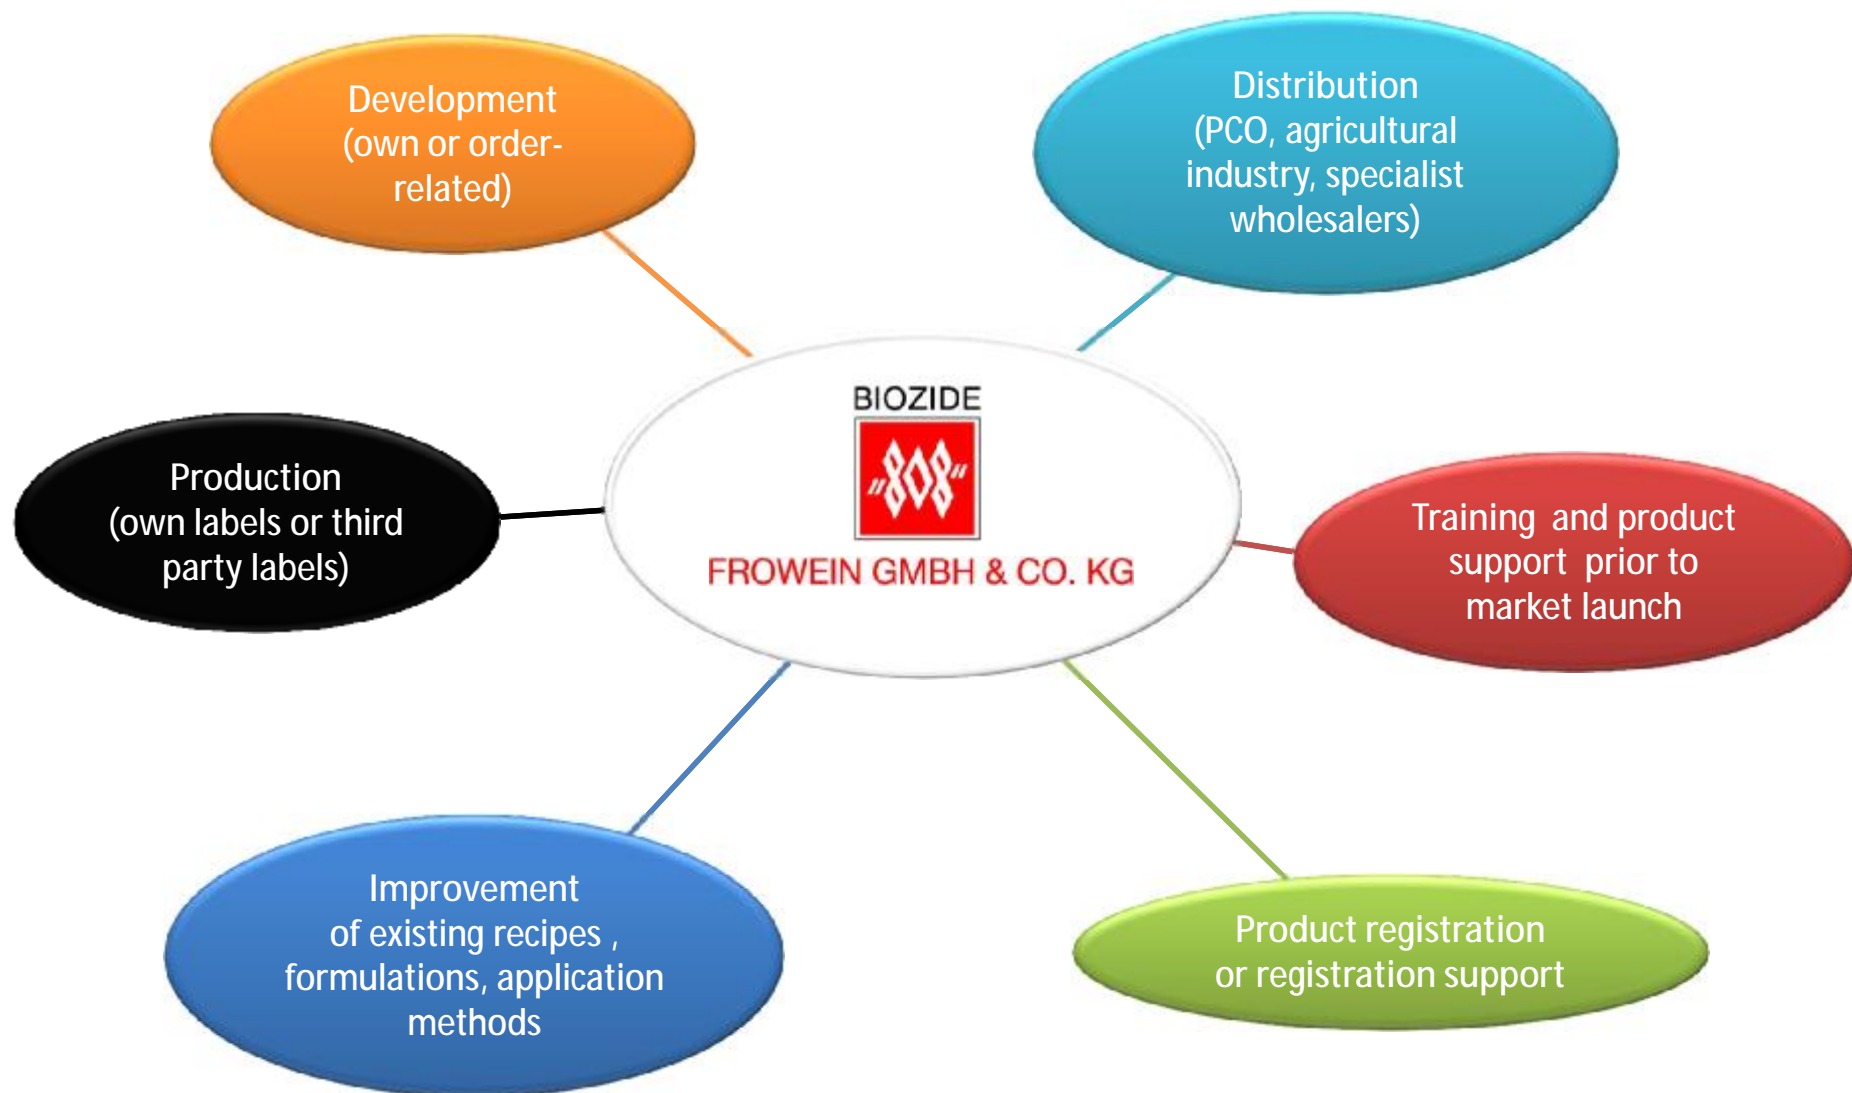 Development
(own or order-
related)
Distribution
(PCO, agricultural
industry, specialist
wholesalers)
BIOZIDE
"808"
FROWEIN GMBH & CO. KG
Production
(own labels or third
party labels)
Training and product
support prior to
market launch
Improvement
of existing recipes ,
formulations, application
methods
Product registration
or registration support